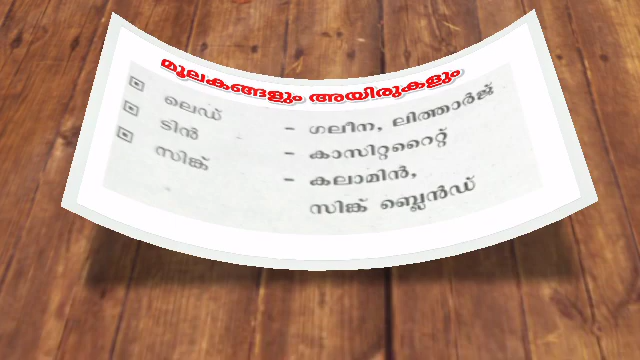 മൂലകങ്ങളും അയിരുകളും
ലെഡ് - ഗലീന, ലിത്താർജ്
ടിൻ - കാസിറ്ററൈറ്റ്
സിങ്ക് - കലാമിൻ,
സിങ്ക് ബ്ലെൻഡ്